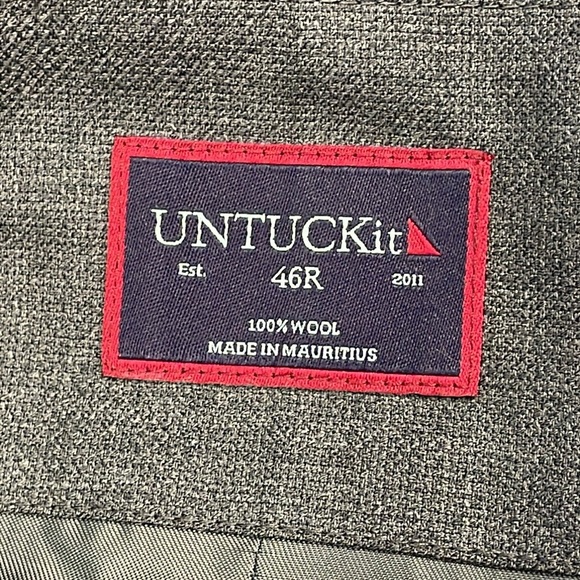 UNTUCKit
Est. 46R 2011
100% WOOL
MADE IN MAURITIUS